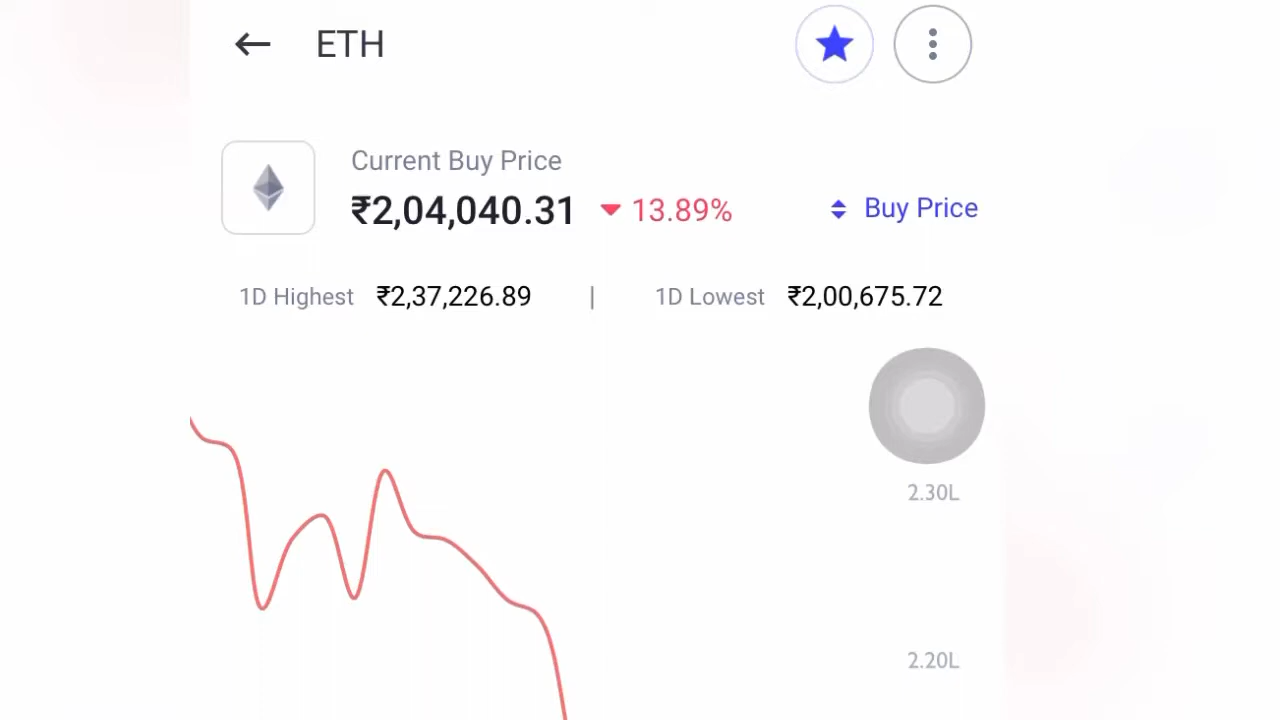 ETH
Current Buy Price
₹2,04,040.31 13.89% Buy Price
1D Highest ₹2,37,226.89 | 1D Lowest ₹2,00,675.72
2.30L
2.20L